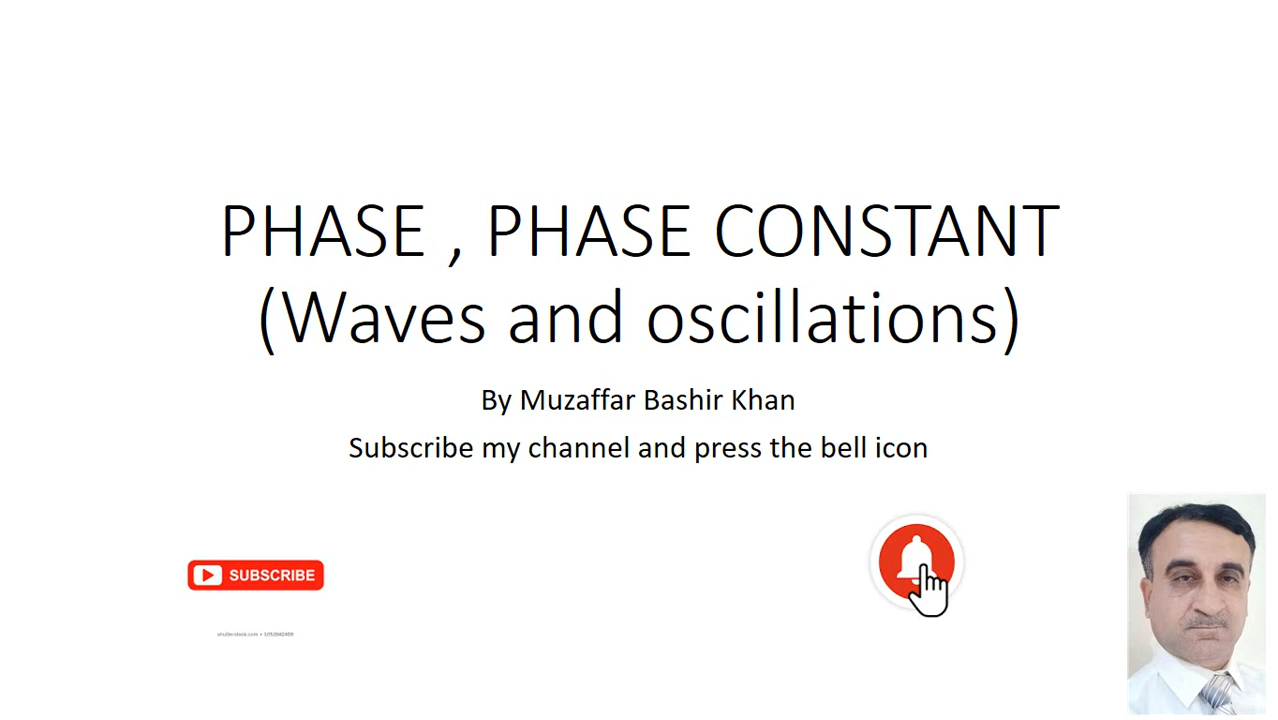 PHASE , PHASE CONSTANT
(Waves and oscillations)
By Muzaffar Bashir Khan
Subscribe my channel and press the bell icon
SUBSCRIBE